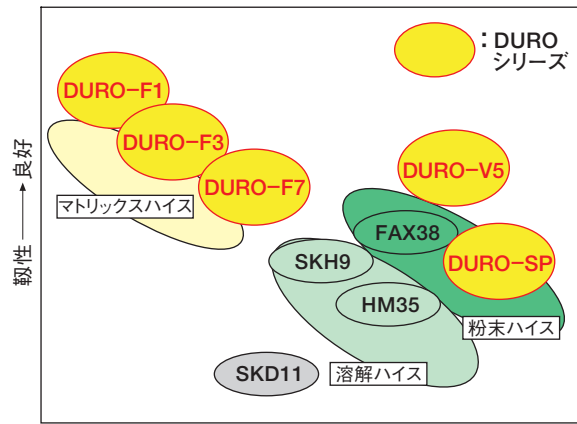 ：DURO
シリーズ
DURO−F1
DURO−F3
DURO−F7
マトリックスハイス
DURO−V5
FAX38
DURO−SP
SKH9
HM35
粉末ハイス
SKD11
溶解ハイス
靱性→良好